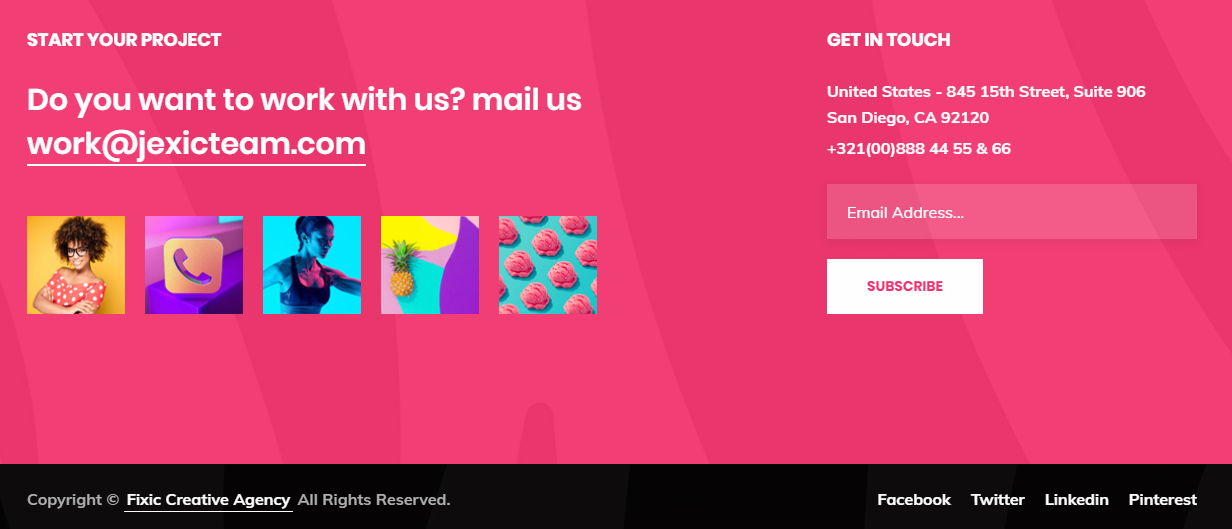 START YOUR PROJECT
Do you want to work with us? mail us
work@jexicteam.com
GET IN TOUCH
United States - 845 15th Street, Suite 906
San Diego, CA 92120
+321(00)888 44 55 & 66
Email Address...
SUBSCRIBE
Copyright © Fixic Creative Agency All Rights Reserved.
Facebook Twitter Linkedin Pinterest